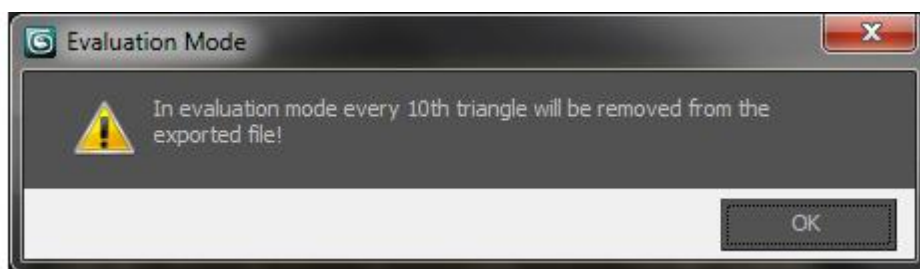 Evaluation Mode
In evaluation mode every 10th triangle will be removed from the
exported file!
OK